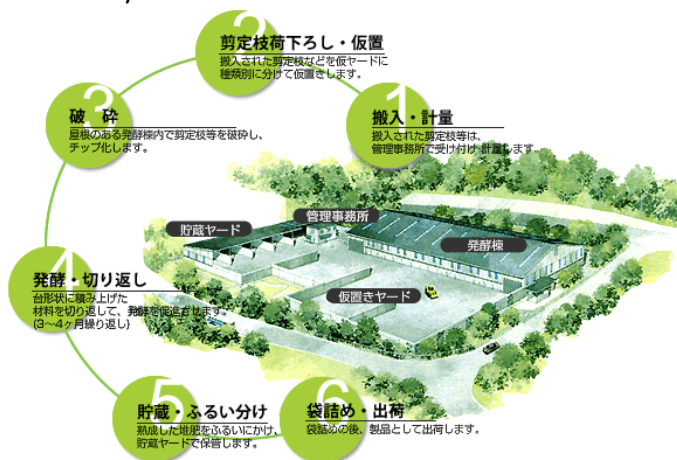 1
搬入・計量
搬入された剪定枝等は、
管理事務所で受け付け計量します。
2
剪定枝荷下ろし・仮置
搬入された剪定枝などを仮ヤードに
種類別に分けて仮置きします。
3
破　砕
屋根のある発酵棟内で剪定枝等を破砕し、
チップ化します。
4
発酵・切り返し
台形状に積み上げた
材料を切り返して、発酵を促進させます。
(3〜4ヶ月繰り返し)
5
貯蔵・ふるい分け
熟成した堆肥をふるいにかけ、
貯蔵ヤードで保管します。
6
袋詰め・出荷
袋詰めの後、製品として出荷します。
貯蔵ヤード
管理事務所
発酵棟
仮置きヤード